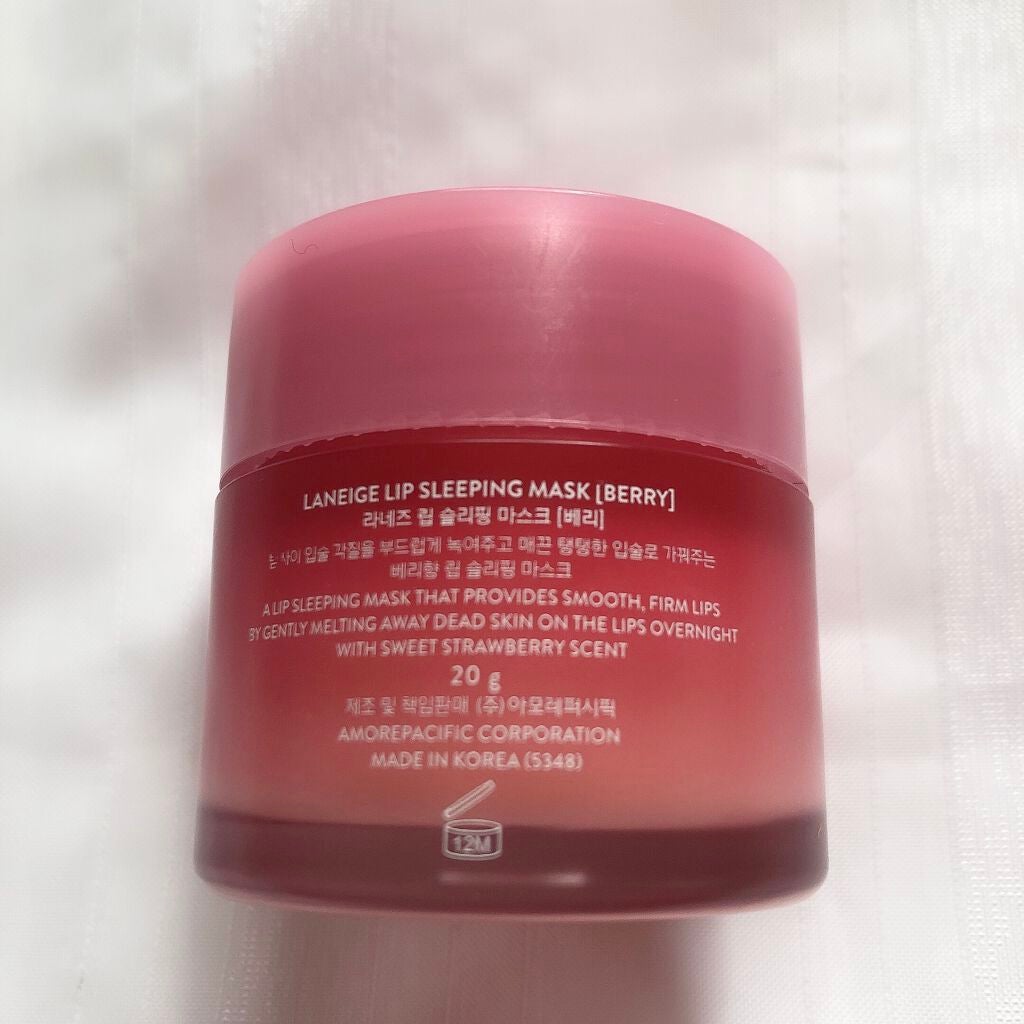 LANEIGE LIP SLEEPING MASK [BERRY]
라네즈 립 슬리핑 마스크 [베리]
는 사이 입술 각질을 부드럽게 녹여주고 매끈 탱탱한 입술로 가꿔주는
베리향 립 슬리핑 마스크
A LIP SLEEPING MASK THAT PROVIDES SMOOTH, FIRM LIPS
BY GENTLY MELTING AWAY DEAD SKIN ON THE LIPS OVERNIGHT
WITH SWEET STRAWBERRY SCENT
20 g
제조 및 책임판매 (주)아모레퍼시픽
AMOREPACIFIC CORPORATION
MADE IN KOREA (5348)
12M